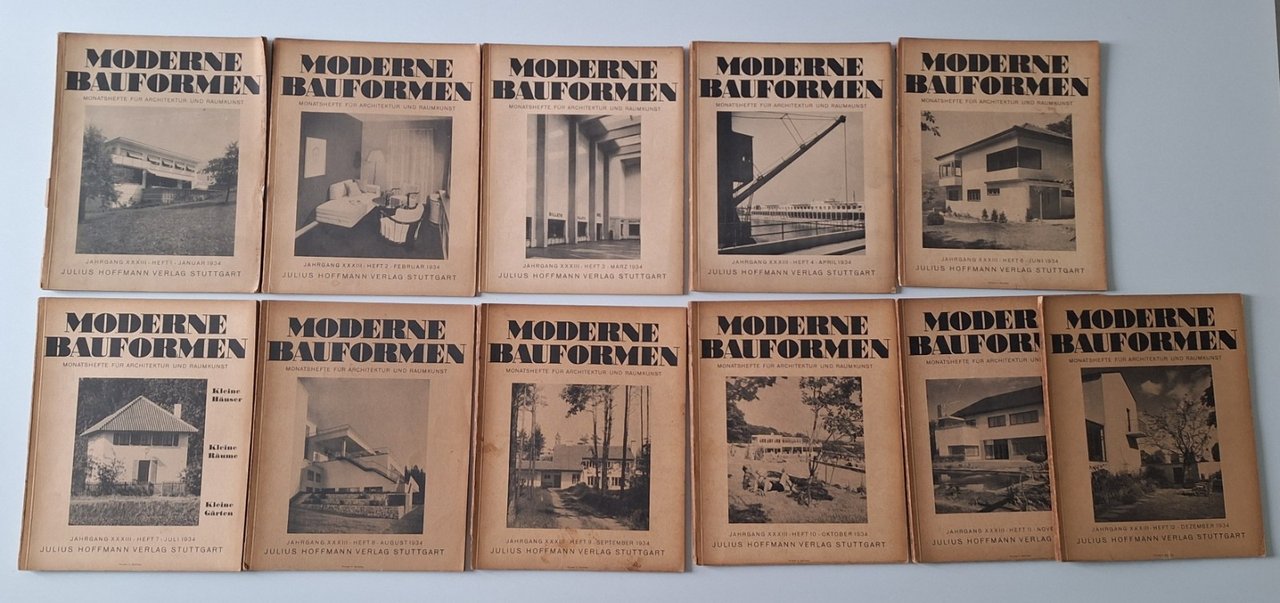 MODERNE
BAUFORMEN
MONATSHEFTE FÜR ARCHITEKTUR UND RAUMKUNST
JAHRGANG XXXIII - HEFT 1 - JANUAR 1934
JULIUS HOFFMANN VERLAG STUTTGART
MODERNE
BAUFORMEN
MONATSHEFTE FÜR ARCHITEKTUR UND RAUMKUNST
JAHRGANG XXXIII - HEFT 2 - FEBRUAR 1934
JULIUS HOFFMANN VERLAG STUTTGART
MODERNE
BAUFORMEN
MONATSHEFTE FÜR ARCHITEKTUR UND RAUMKUNST
BILLETE
JAHRGANG XXXIII - HEFT 3 - MÄRZ 1934
JULIUS HOFFMANN VERLAG STUTTGART
MODERNE
BAUFORMEN
MONATSHEFTE FÜR ARCHITEKTUR UND RAUMKUNST
JAHRGANG XXXIII - HEFT 4 - APRIL 1934
JULIUS HOFFMANN VERLAG STUTTGART
MODERNE
BAUFORMEN
MONATSHEFTE FÜR ARCHITEKTUR UND RAUMKUNST
JAHRGANG XXXIII - HEFT 6 - JUNI 1934
JULIUS HOFFMANN VERLAG STUTTGART
MODERNE
BAUFORMEN
MONATSHEFTE FÜR ARCHITEKTUR UND RAUMKUNST
Kleine
Häuser
Kleine
Räume
Kleine
Gärten
JAHRGANG XXXIII - HEFT 7 - JULI 1934
JULIUS HOFFMANN VERLAG STUTTGART
MODERNE
BAUFORMEN
MONATSHEFTE FÜR ARCHITEKTUR UND RAUMKUNST
JAHRGANG XXXIII - HEFT 8 - AUGUST 1934
JULIUS HOFFMANN VERLAG STUTTGART
MODERNE
BAUFORMEN
MONATSHEFTE FÜR ARCHITEKTUR UND RAUMKUNST
JAHRGANG XXXIII - HEFT 9 - SEPTEMBER 1934
JULIUS HOFFMANN VERLAG STUTTGART
MODERNE
BAUFORMEN
MONATSHEFTE FÜR ARCHITEKTUR UND RAUMKUNST
JAHRGANG XXXIII - HEFT 10 - OKTOBER 1934
JULIUS HOFFMANN VERLAG STUTTGART
MODER
BAUFOR
MONATSHEFTE FÜR ARCHITEKTUR UN
JAHRGANG XXXIII - HEFT 11 - NOVE
JULIUS HOFFMANN VERLAG
MODERNE
BAUFORMEN
MONATSHEFTE FÜR ARCHITEKTUR UND RAUMKUNST
JAHRGANG XXXIII - HEFT 12 - DEZEMBER 1934
JULIUS HOFFMANN VERLAG STUTTGART